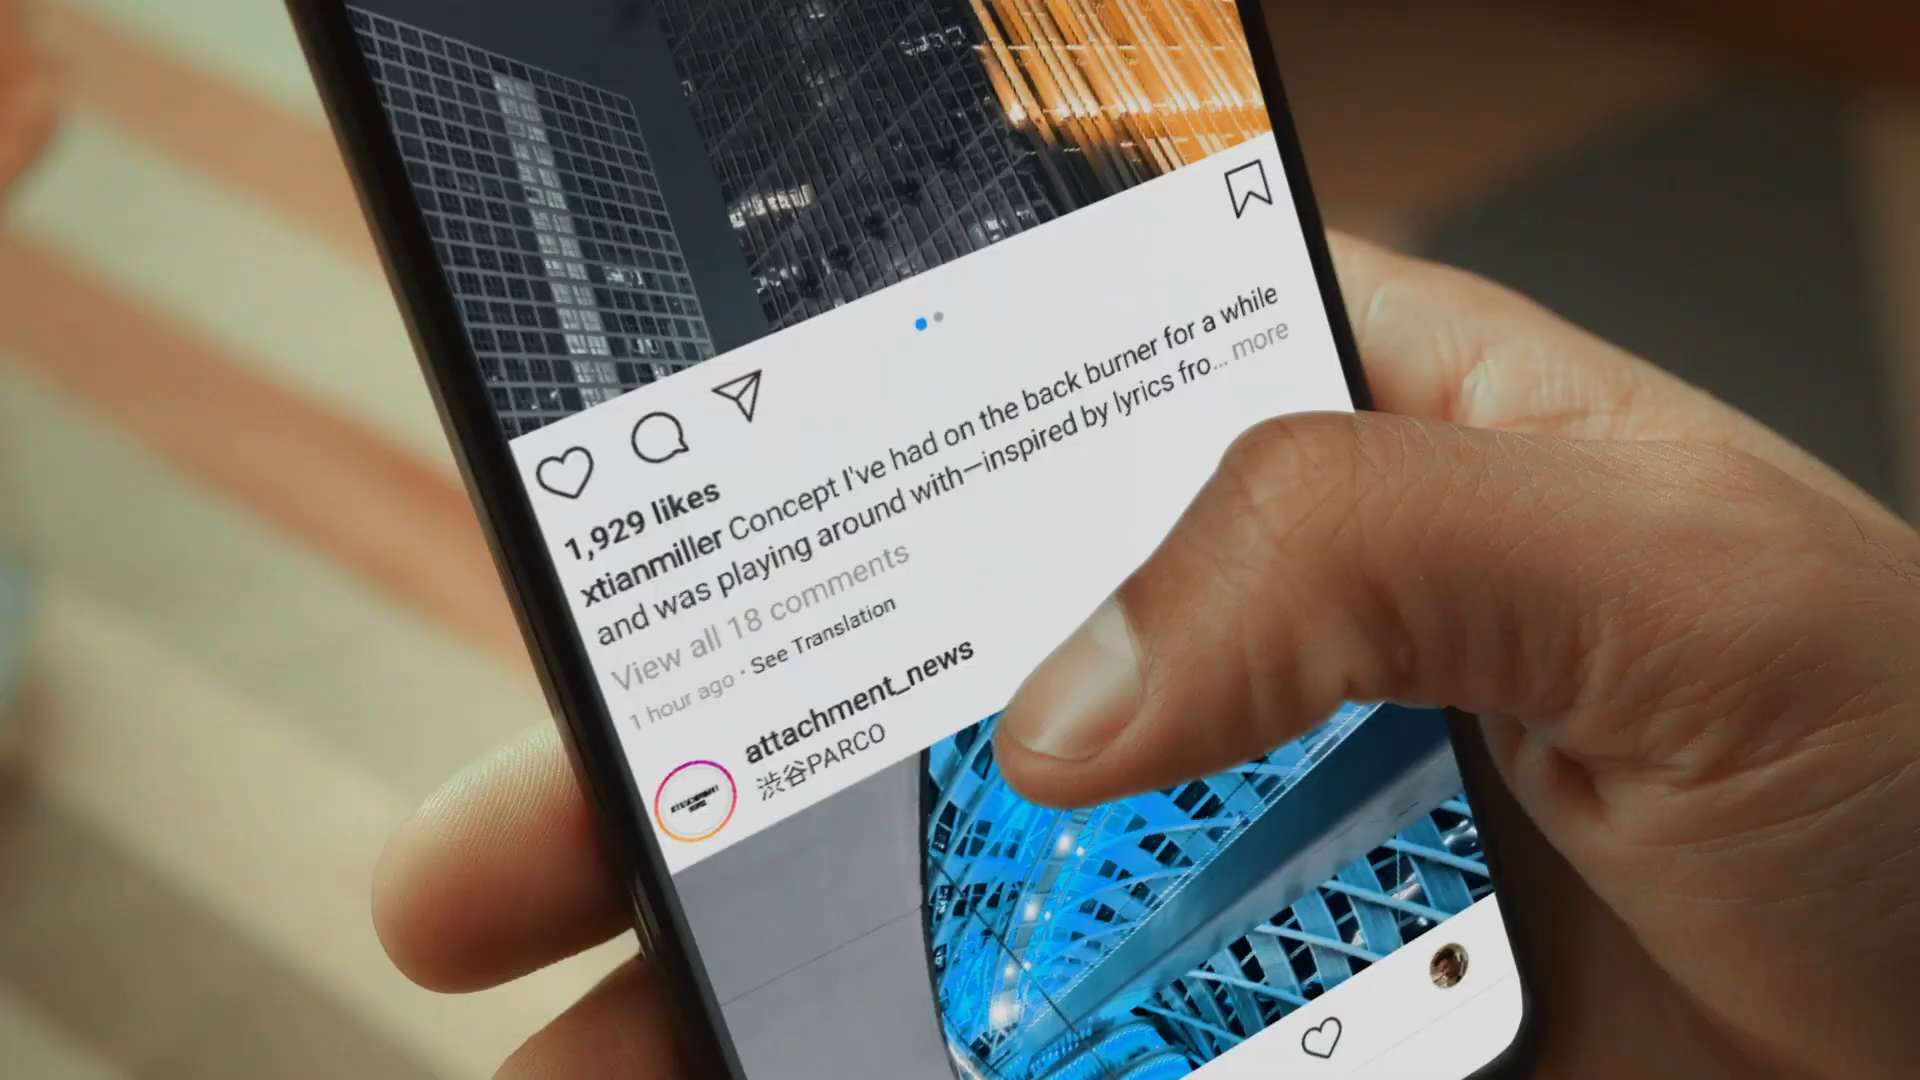 1,929 likes
xtianmiller Concept I've had on the back burner for a while
and was playing around with—inspired by lyrics fro... more
View all 18 comments
1 hour ago · See Translation
attachment_news
渋谷PARCO